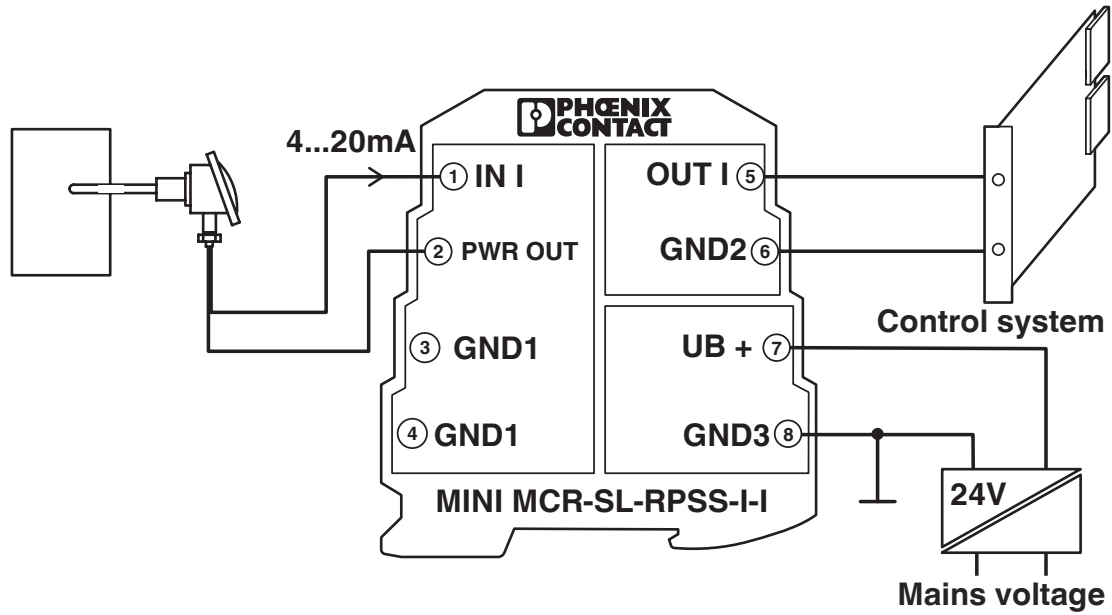 PHŒNIX
CONTACT
4...20mA
1 IN I
OUT I 5
2 PWR OUT
GND2 6
Control system
3 GND1
UB + 7
4 GND1
GND3 8
24V
MINI MCR-SL-RPSS-I-I
Mains voltage